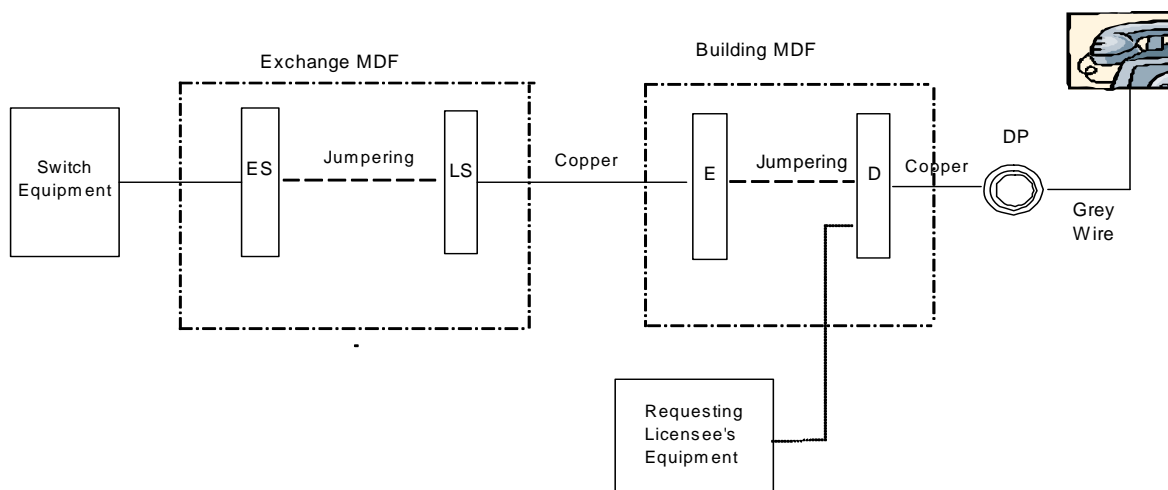 Exchange MDF
Building MDF
Switch
Equipment
ES
Jumpering
LS
Copper
E
Jumpering
D
Copper
DP
Grey
Wire
Requesting
Licensee's
Equipment